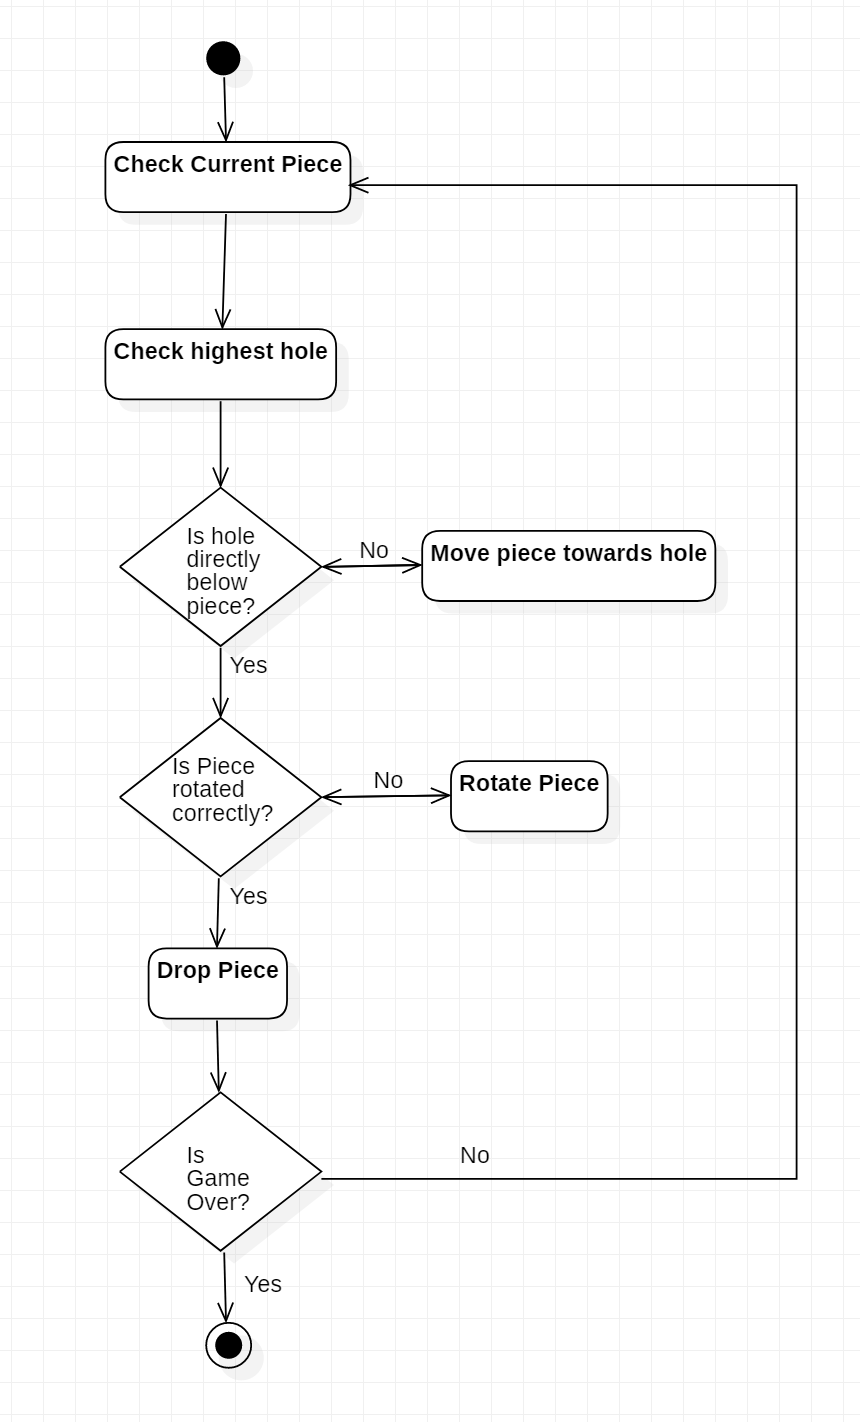 Check Current Piece
Check highest hole
Is hole
directly
below
piece?
No
Move piece towards hole
Yes
Is Piece
rotated
correctly?
No
Rotate Piece
Yes
Drop Piece
Is
Game
Over?
No
Yes